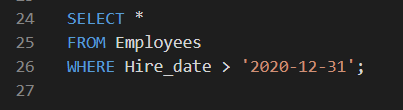 24 SELECT *
25 FROM Employees
26 WHERE Hire_date > '2020-12-31';
27